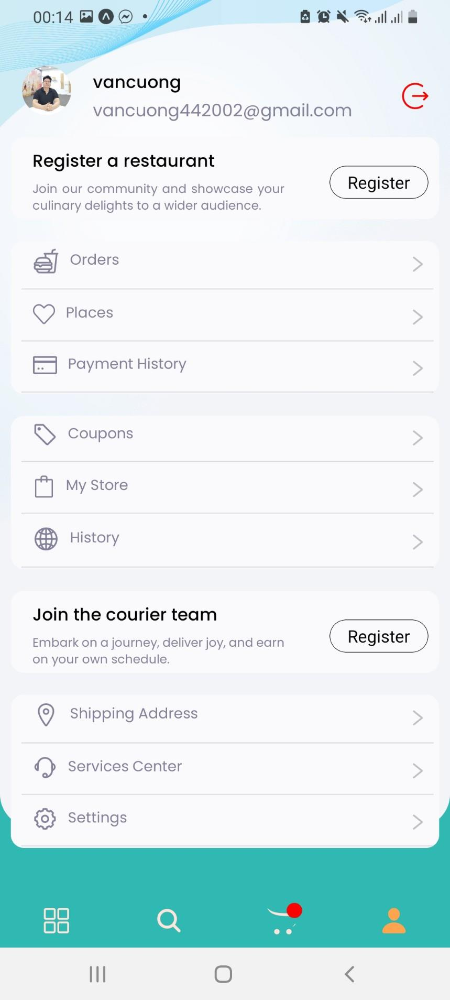 00:14
vancuong
vancuong442002@gmail.com
Register a restaurant
Join our community and showcase your
culinary delights to a wider audience.
Register
Orders
Places
Payment History
Coupons
My Store
History
Join the courier team
Embark on a journey, deliver joy, and earn
on your own schedule.
Register
Shipping Address
Services Center
Settings